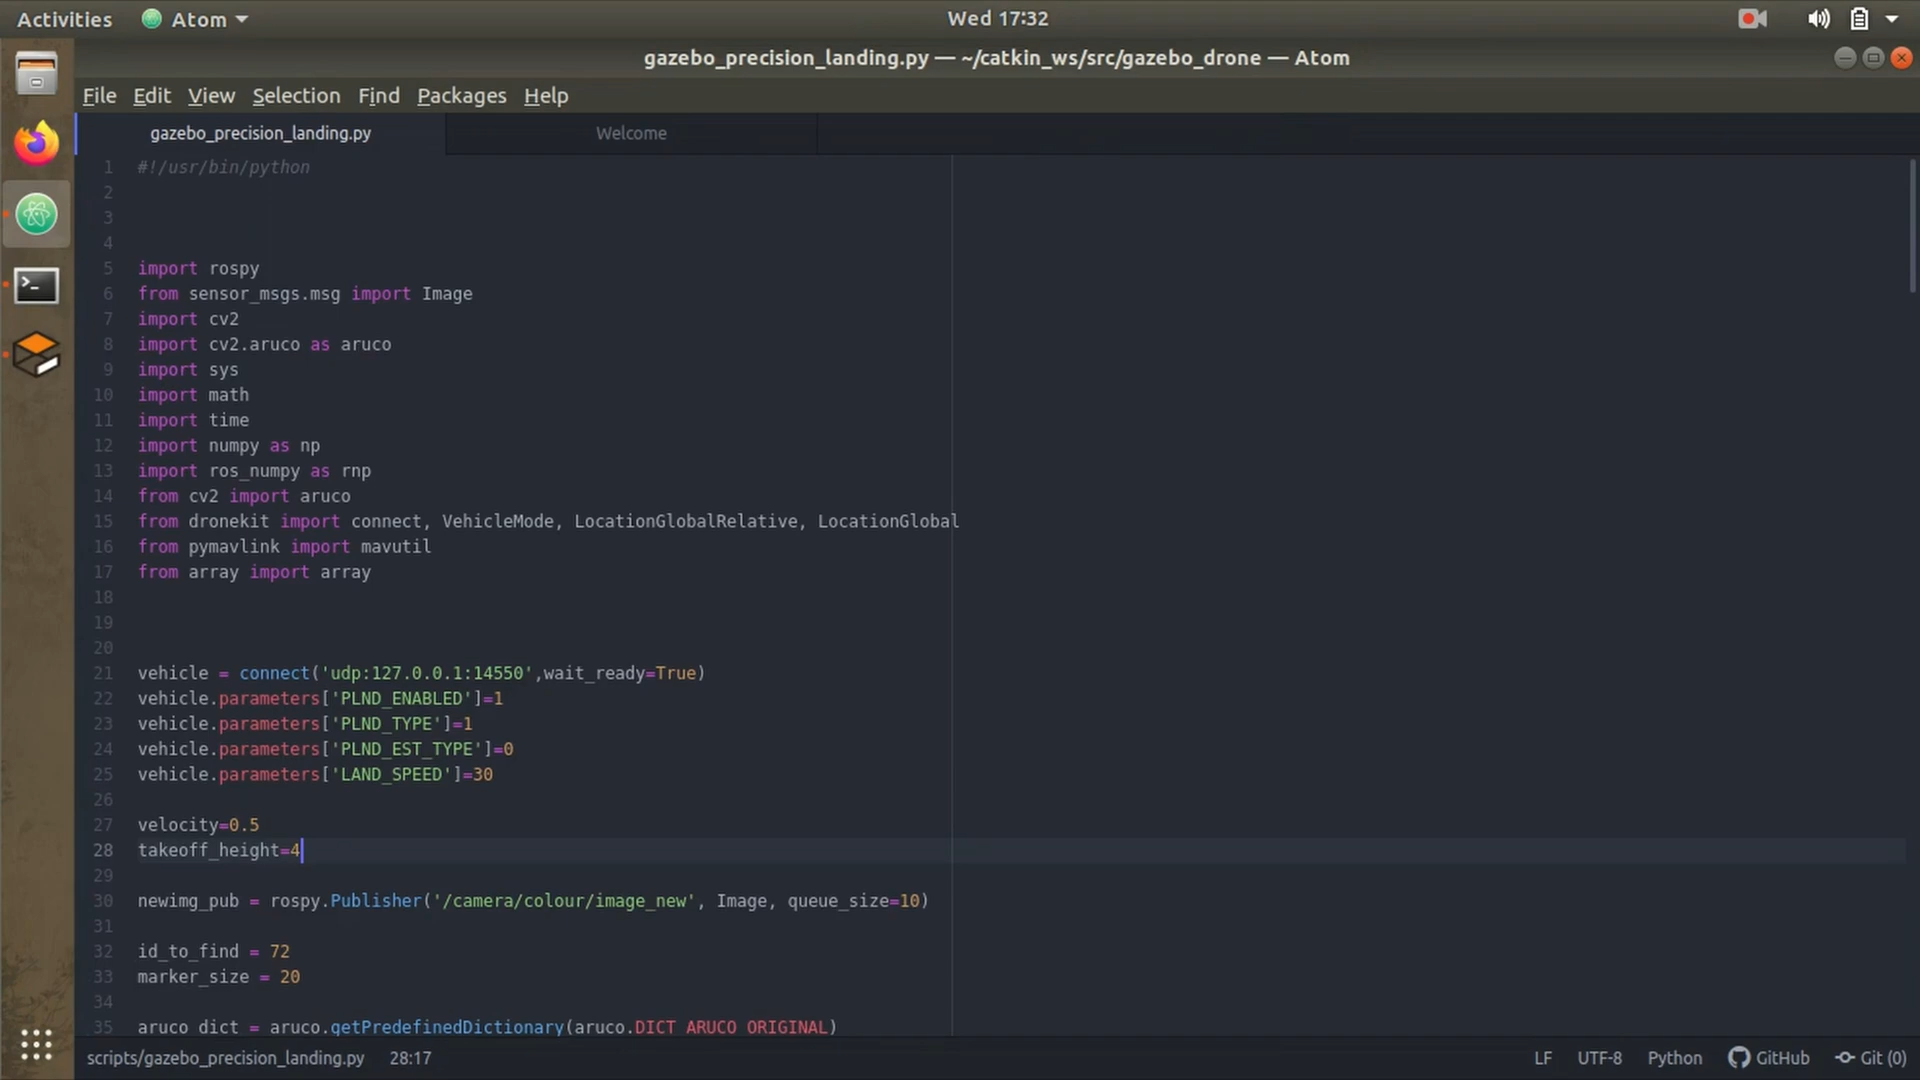 Activities
Atom
Wed 17:32
gazebo_precision_landing.py — ~/catkin_ws/src/gazebo_drone — Atom
File Edit View Selection Find Packages Help
gazebo_precision_landing.py
Welcome
1 #!/usr/bin/python
2
3
4
5 import rospy
6 from sensor_msgs.msg import Image
7 import cv2
8 import cv2.aruco as aruco
9 import sys
10 import math
11 import time
12 import numpy as np
13 import ros_numpy as rnp
14 from cv2 import aruco
15 from dronekit import connect, VehicleMode, LocationGlobalRelative, LocationGlobal
16 from pymavlink import mavutil
17 from array import array
18
19
20
21 vehicle = connect('udp:127.0.0.1:14550',wait_ready=True)
22 vehicle.parameters['PLND_ENABLED']=1
23 vehicle.parameters['PLND_TYPE']=1
24 vehicle.parameters['PLND_EST_TYPE']=0
25 vehicle.parameters['LAND_SPEED']=30
26
27 velocity=0.5
28 takeoff_height=4
29
30 newimg_pub = rospy.Publisher('/camera/colour/image_new', Image, queue_size=10)
31
32 id_to_find = 72
33 marker_size = 20
34
35 aruco_dict = aruco.getPredefinedDictionary(aruco.DICT_ARUCO_ORIGINAL)
scripts/gazebo_precision_landing.py 28:17 LF UTF-8 Python GitHub Git (0)